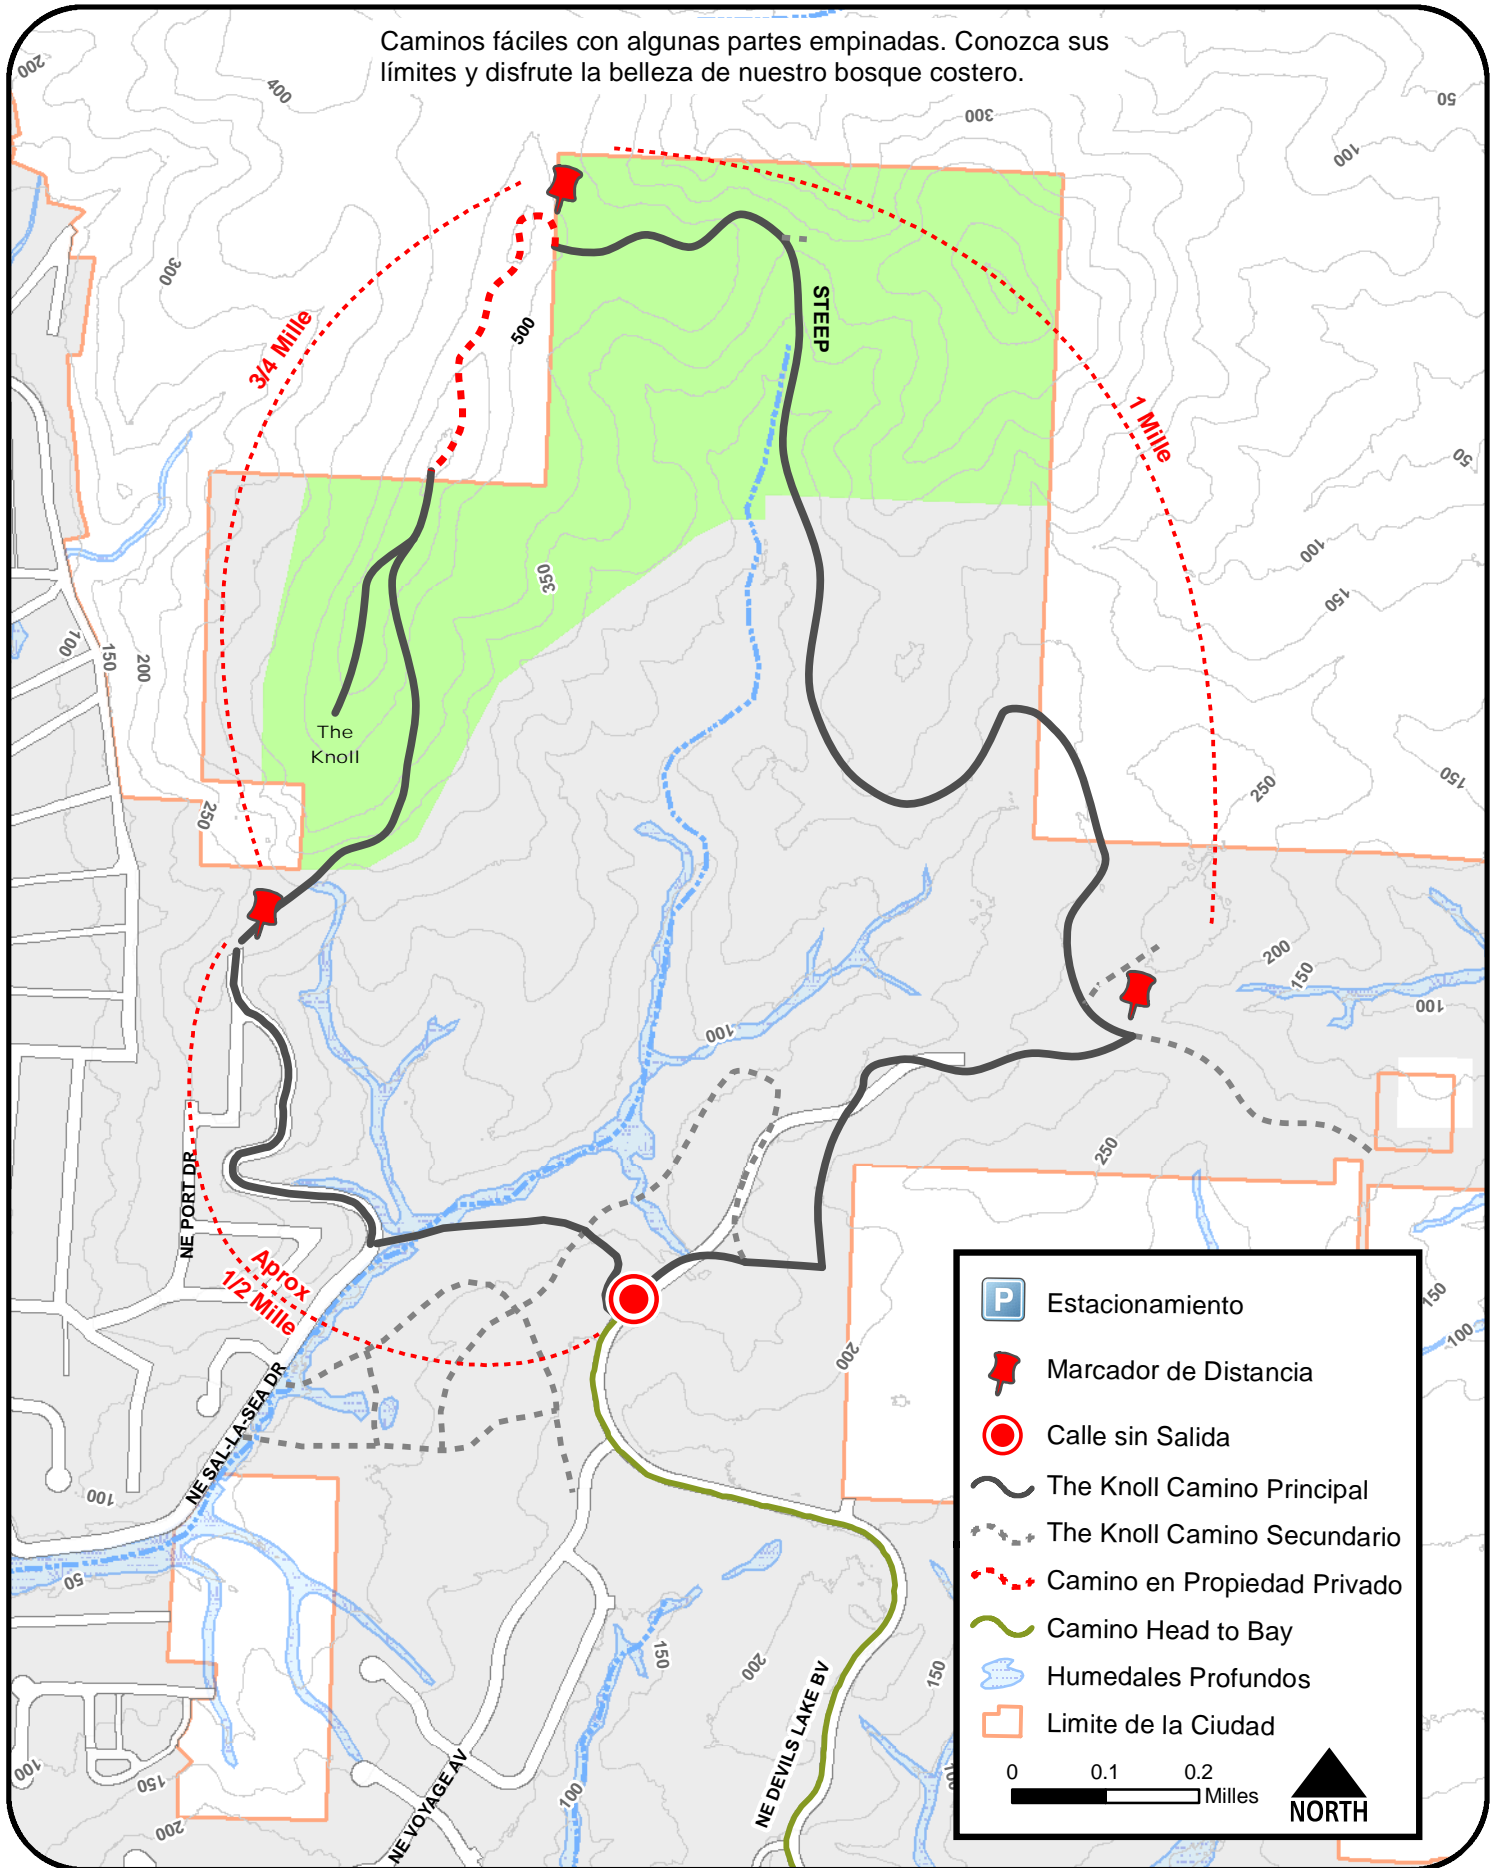 Caminos fáciles con algunas partes empinadas. Conozca sus
límites y disfrute la belleza de nuestro bosque costero.
200
400
300
50
100
300
500
STEEP
3/4 Mille
1 Mille
50
100
150
350
100
150
200
The
Knoll
250
250
150
200
150
100
100
250
NE PORT DR
Aprox
1/2 Mille
NE SAL-LA-SEA DR
200
100
50
150
200
150
150
100
100
150
200
100
100
NE VOYAGE AV
NE DEVILS LAKE BV
P
Estacionamiento
Marcador de Distancia
Calle sin Salida
The Knoll Camino Principal
The Knoll Camino Secundario
Camino en Propiedad Privado
Camino Head to Bay
Humedales Profundos
Limite de la Ciudad
0 0.1 0.2
Milles
NORTH